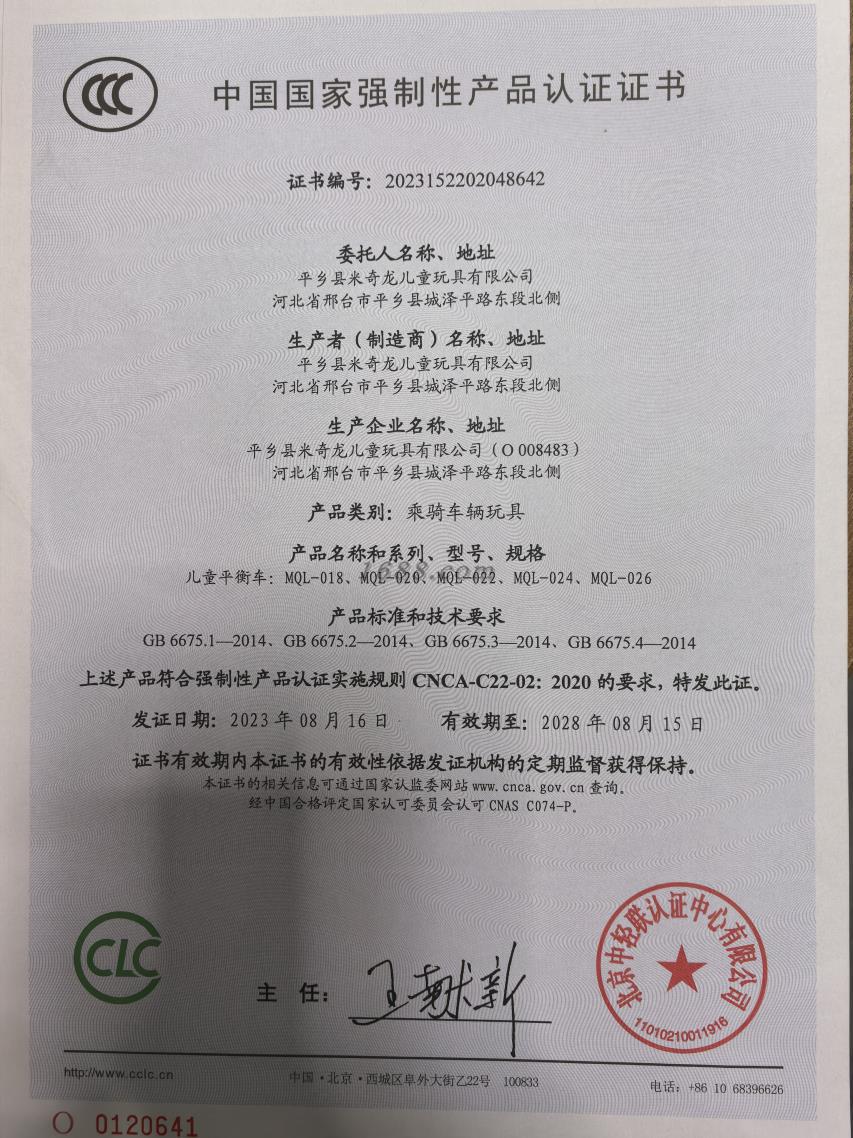 CCC
中国国家强制性产品认证证书
证书编号：2023152202048642
委托人名称、地址
平乡县米奇龙儿童玩具有限公司
河北省邢台市平乡县城泽平路东段北侧
生产者（制造商）名称、地址
平乡县米奇龙儿童玩具有限公司
河北省邢台市平乡县城泽平路东段北侧
生产企业名称、地址
平乡县米奇龙儿童玩具有限公司（O 008483）
河北省邢台市平乡县城泽平路东段北侧
产品类别：乘骑车辆玩具
产品名称和系列、型号、规格
1688.com
儿童平衡车：MQL-018、MQL-020、MQL-022、MQL-024、MQL-026
产品标准和技术要求
GB 6675.1—2014、GB 6675.2—2014、GB 6675.3—2014、GB 6675.4—2014
上述产品符合强制性产品认证实施规则 CNCA-C22-02：2020 的要求，特发此证。
发证日期：2023 年 08 月 16 日 有效期至：2028 年 08 月 15 日
证书有效期内本证书的有效性依据发证机构的定期监督获得保持。
本证书的相关信息可通过国家认监委网站 www.cnca.gov.cn 查询。
经中国合格评定国家认可委员会认可 CNAS C074-P。
CLC
主 任：
北京中轻联认证中心有限公司
11010210011916
http://www.cclc.cn 中国·北京·西城区阜外大街乙22号 100833 电话：+86 10 68396626
O 0120641